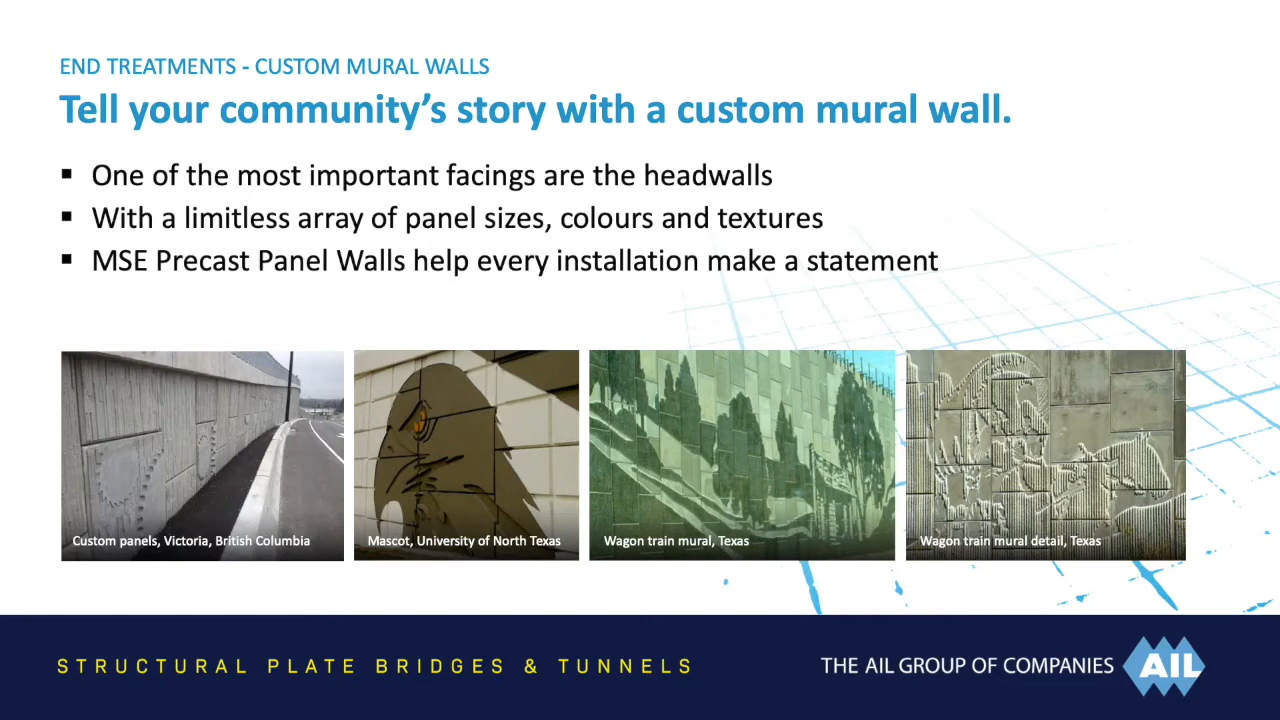 END TREATMENTS - CUSTOM MURAL WALLS
Tell your community’s story with a custom mural wall.
▪ One of the most important facings are the headwalls
▪ With a limitless array of panel sizes, colours and textures
▪ MSE Precast Panel Walls help every installation make a statement
Custom panels, Victoria, British Columbia
Mascot, University of North Texas
Wagon train mural, Texas
Wagon train mural detail, Texas
STRUCTURAL PLATE BRIDGES & TUNNELS
THE AIL GROUP OF COMPANIES
AIL